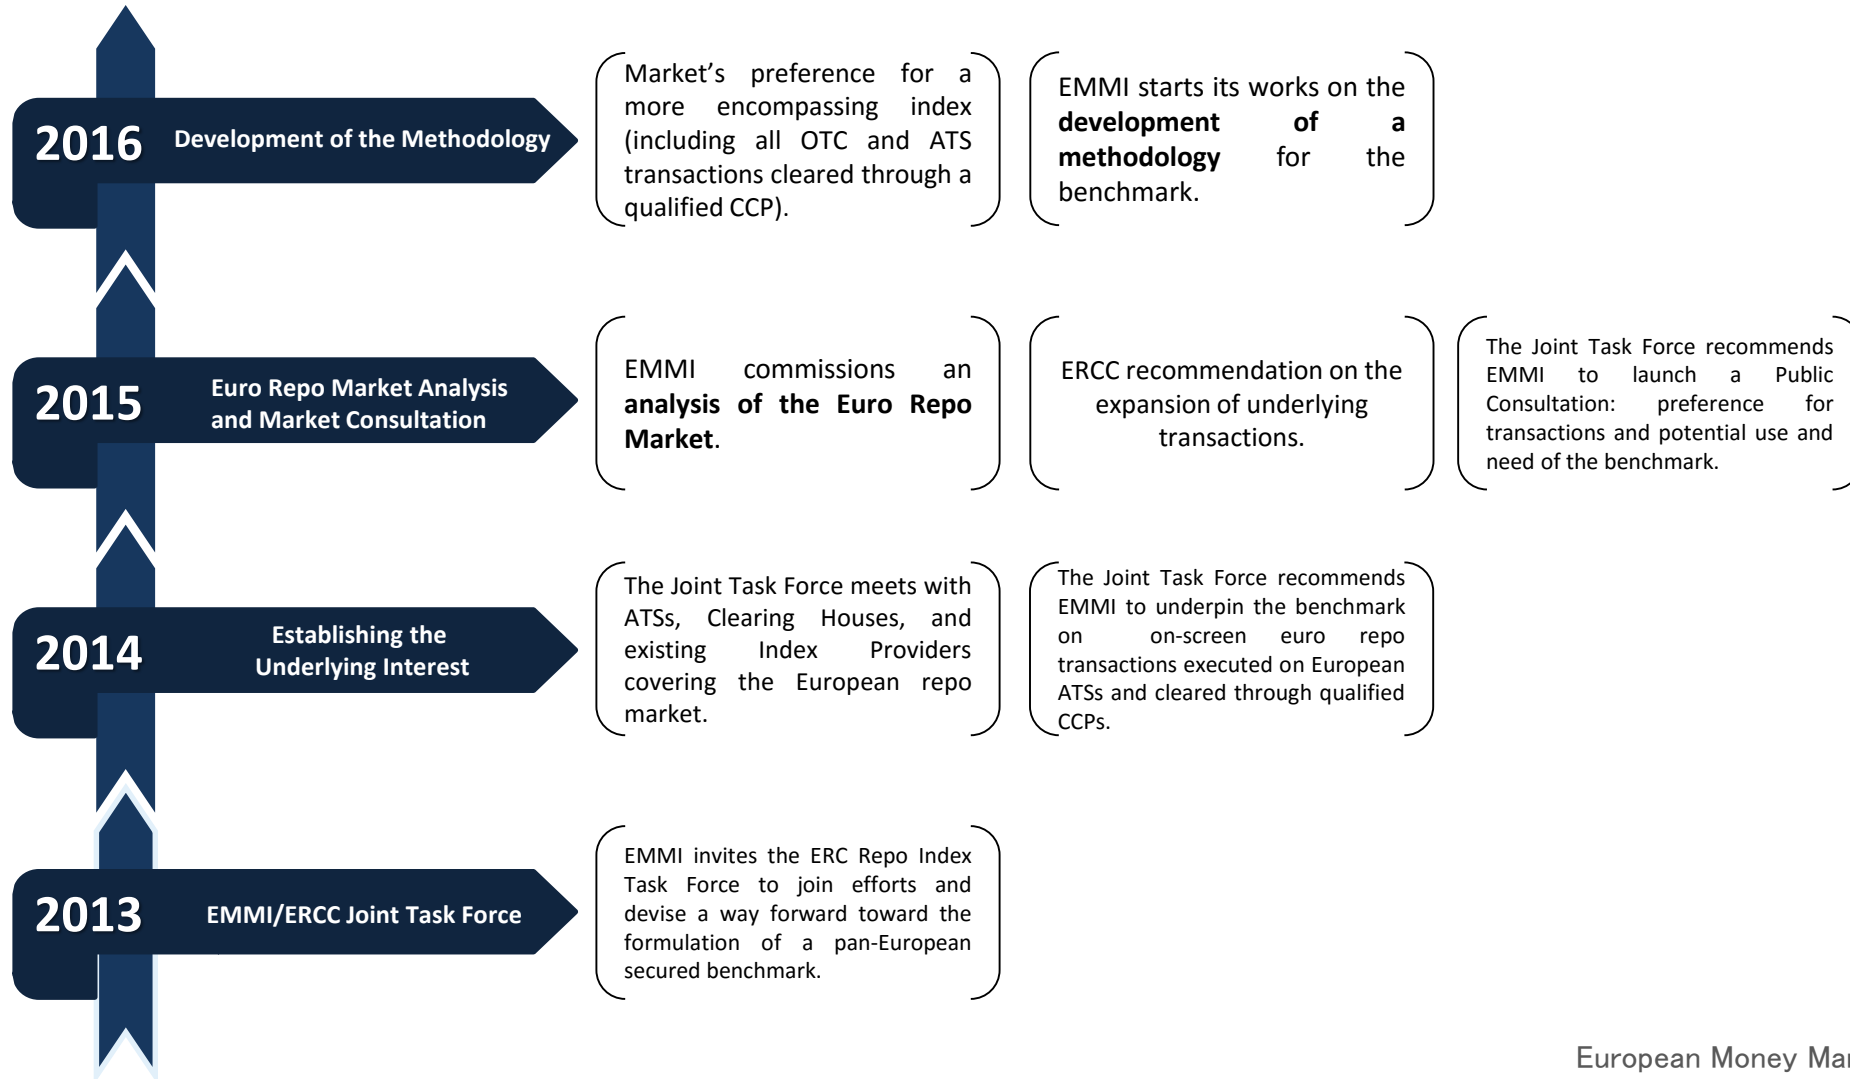 2016
Development of the Methodology
Market’s preference for a
more encompassing index
(including all OTC and ATS
transactions cleared through a
qualified CCP).
EMMI starts its works on the
development of a
methodology for the
benchmark.
2015
Euro Repo Market Analysis
and Market Consultation
EMMI commissions an
analysis of the Euro Repo
Market.
ERCC recommendation on the
expansion of underlying
transactions.
The Joint Task Force recommends
EMMI to launch a Public
Consultation: preference for
transactions and potential use and
need of the benchmark.
2014
Establishing the
Underlying Interest
The Joint Task Force meets with
ATSs, Clearing Houses, and
existing Index Providers
covering the European repo
market.
The Joint Task Force recommends
EMMI to underpin the benchmark
on on-screen euro repo
transactions executed on European
ATSs and cleared through qualified
CCPs.
2013
EMMI/ERCC Joint Task Force
EMMI invites the ERC Repo Index
Task Force to join efforts and
devise a way forward toward the
formulation of a pan-European
secured benchmark.
European Money Mar